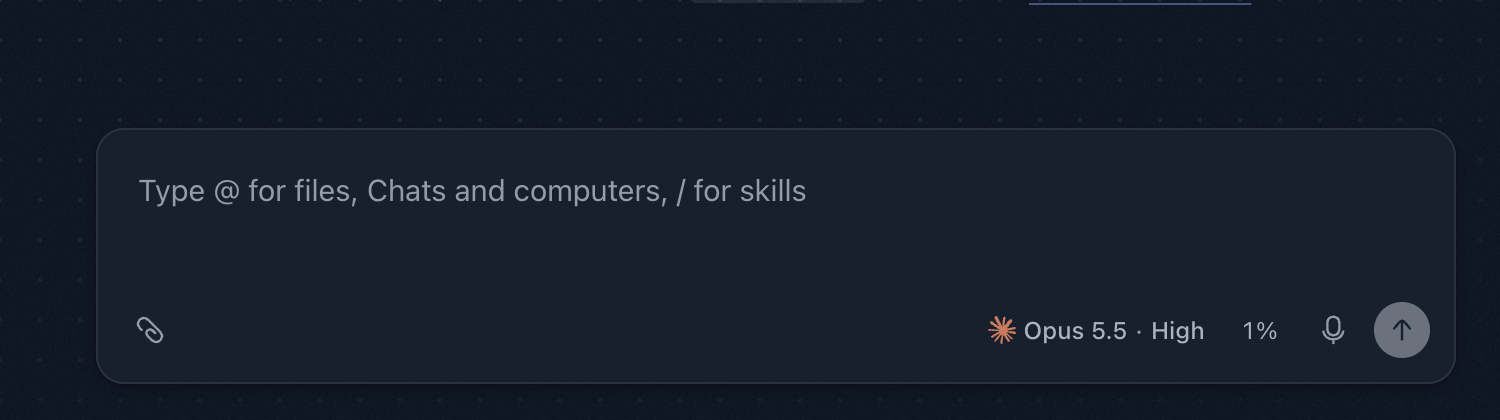 Type @ for files, Chats and computers, / for skills
Opus 5.5 · High 1%